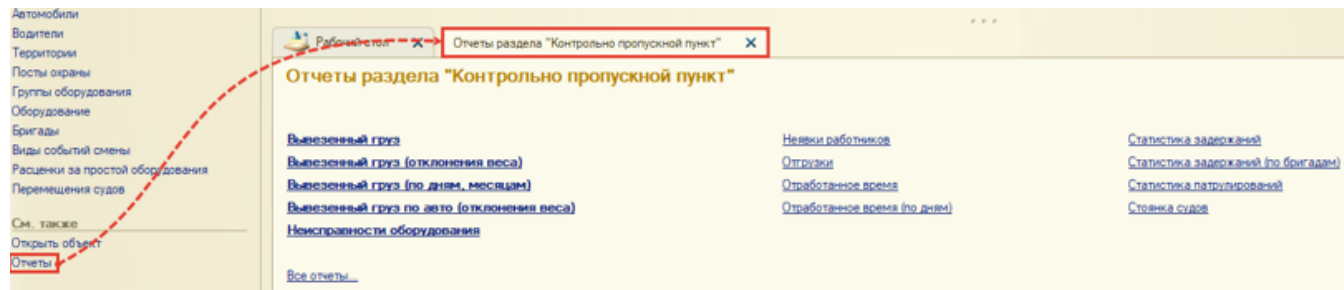 Автомобили
Водители
Территории
Посты охраны
Группы оборудования
Оборудование
Бригады
Виды событий смены
Расценки за простой оборудования
Перемещения судов
См. также
Открыть объект
Отчеты
Рабочий стол
Отчеты раздела "Контрольно пропускной пункт"
Отчеты раздела "Контрольно пропускной пункт"
Вывезенный груз
Вывезенный груз (отклонения веса)
Вывезенный груз (по дням, месяцам)
Вывезенный груз по авто (отклонения веса)
Неисправности оборудования
Все отчеты...
Неявки работников
Отгрузки
Отработанное время
Отработанное время (по дням)
Статистика задержаний
Статистика задержаний (по бригадам)
Статистика патрулирований
Стоянка судов